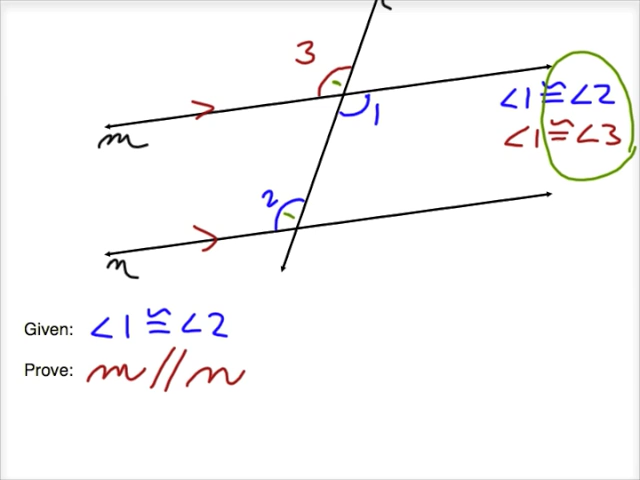 3
∠1 ≅ ∠2
1
m
∠1 ≅ ∠3
2
n
Given: ∠1 ≅ ∠2
Prove: m // n